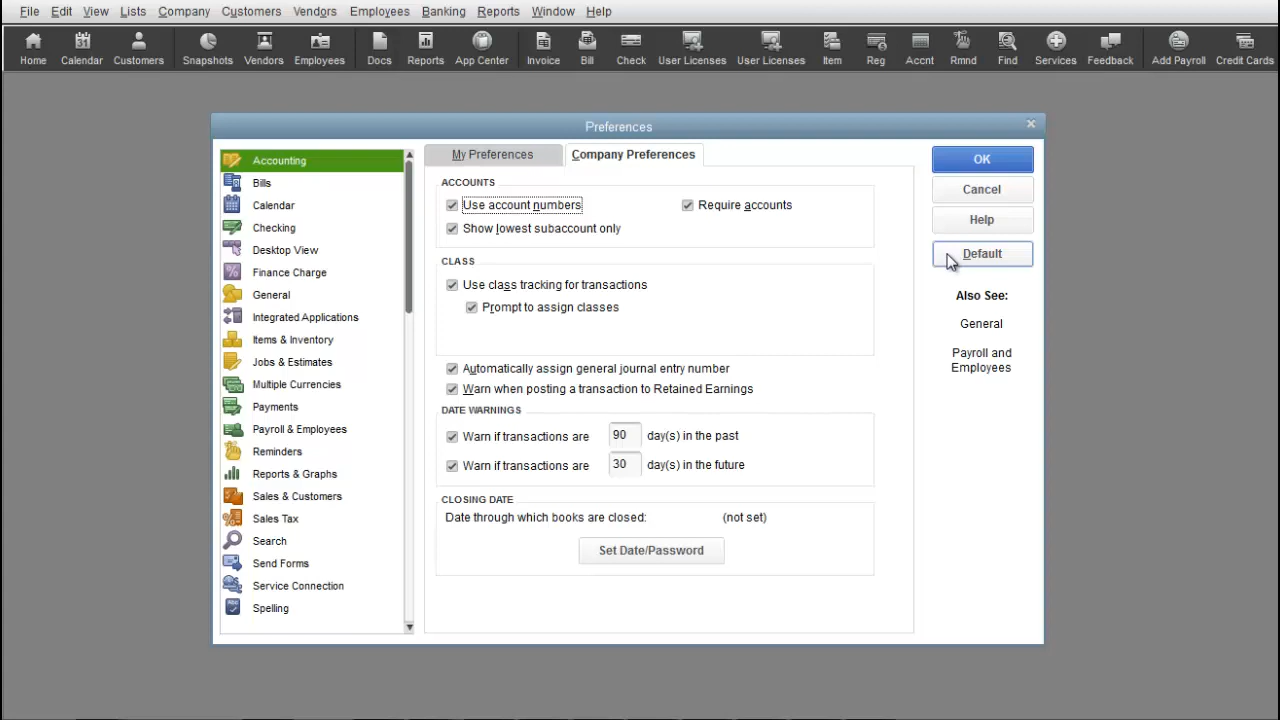 File Edit View Lists Company Customers Vendors Employees Banking Reports Window Help
31
Home Calendar Customers Snapshots Vendors Employees Docs Reports App Center Invoice Bill Check User Licenses User Licenses Item Reg Accnt Rmnd Find Services Feedback Add Payroll Credit Cards
Preferences
Accounting
Bills
Calendar
Checking
Desktop View
Finance Charge
General
Integrated Applications
Items & Inventory
Jobs & Estimates
Multiple Currencies
Payments
Payroll & Employees
Reminders
Reports & Graphs
Sales & Customers
Sales Tax
Search
Send Forms
Service Connection
Abc
Spelling
My Preferences Company Preferences
ACCOUNTS
Use account numbers Require accounts
Show lowest subaccount only
CLASS
Use class tracking for transactions
Prompt to assign classes
Automatically assign general journal entry number
Warn when posting a transaction to Retained Earnings
DATE WARNINGS
Warn if transactions are 90 day(s) in the past
Warn if transactions are 30 day(s) in the future
CLOSING DATE
Date through which books are closed: (not set)
Set Date/Password
OK
Cancel
Help
Default
Also See:
General
Payroll and
Employees